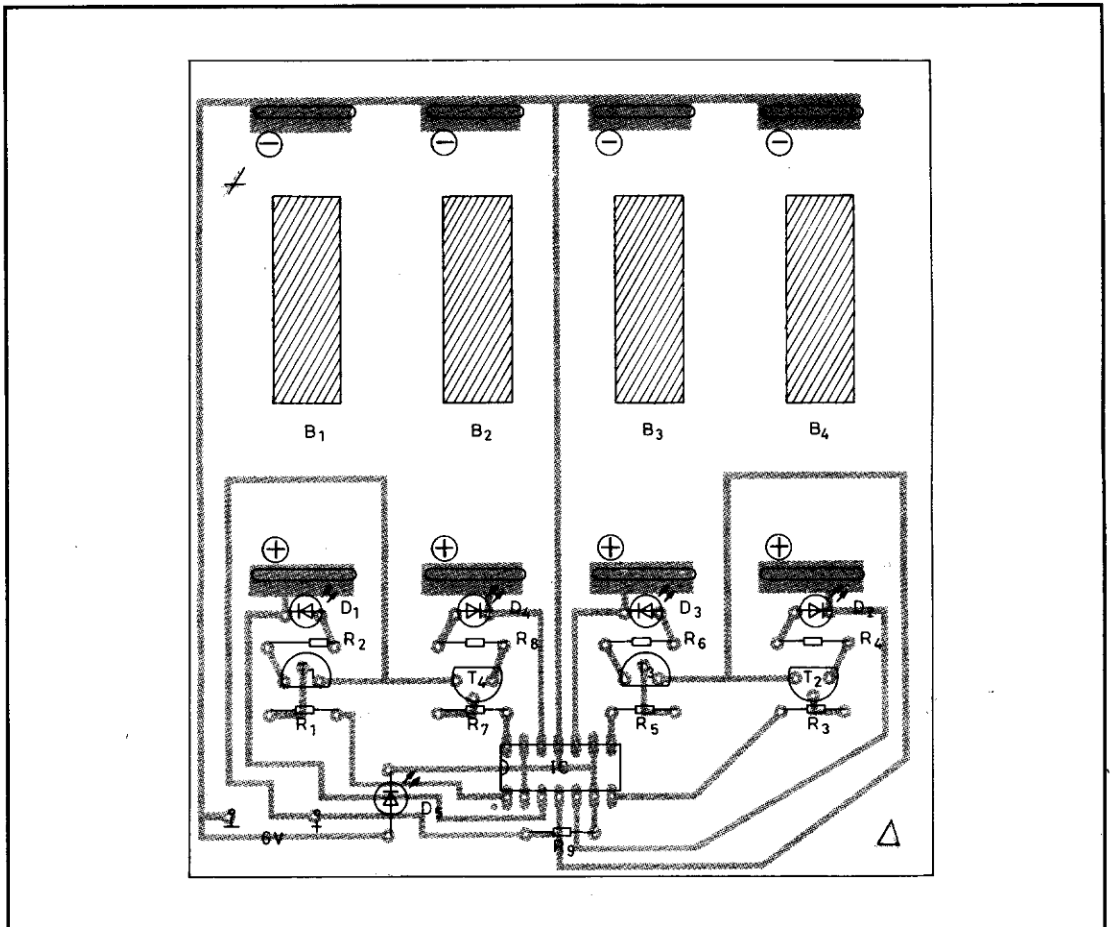 − − − −
+
B1 B2 B3 B4
+ + + +
D1 D4 D3 D2
R2 R8 R6 R4
T4 T2
R1 R7 R5 R3
IC
D5
6V
R9